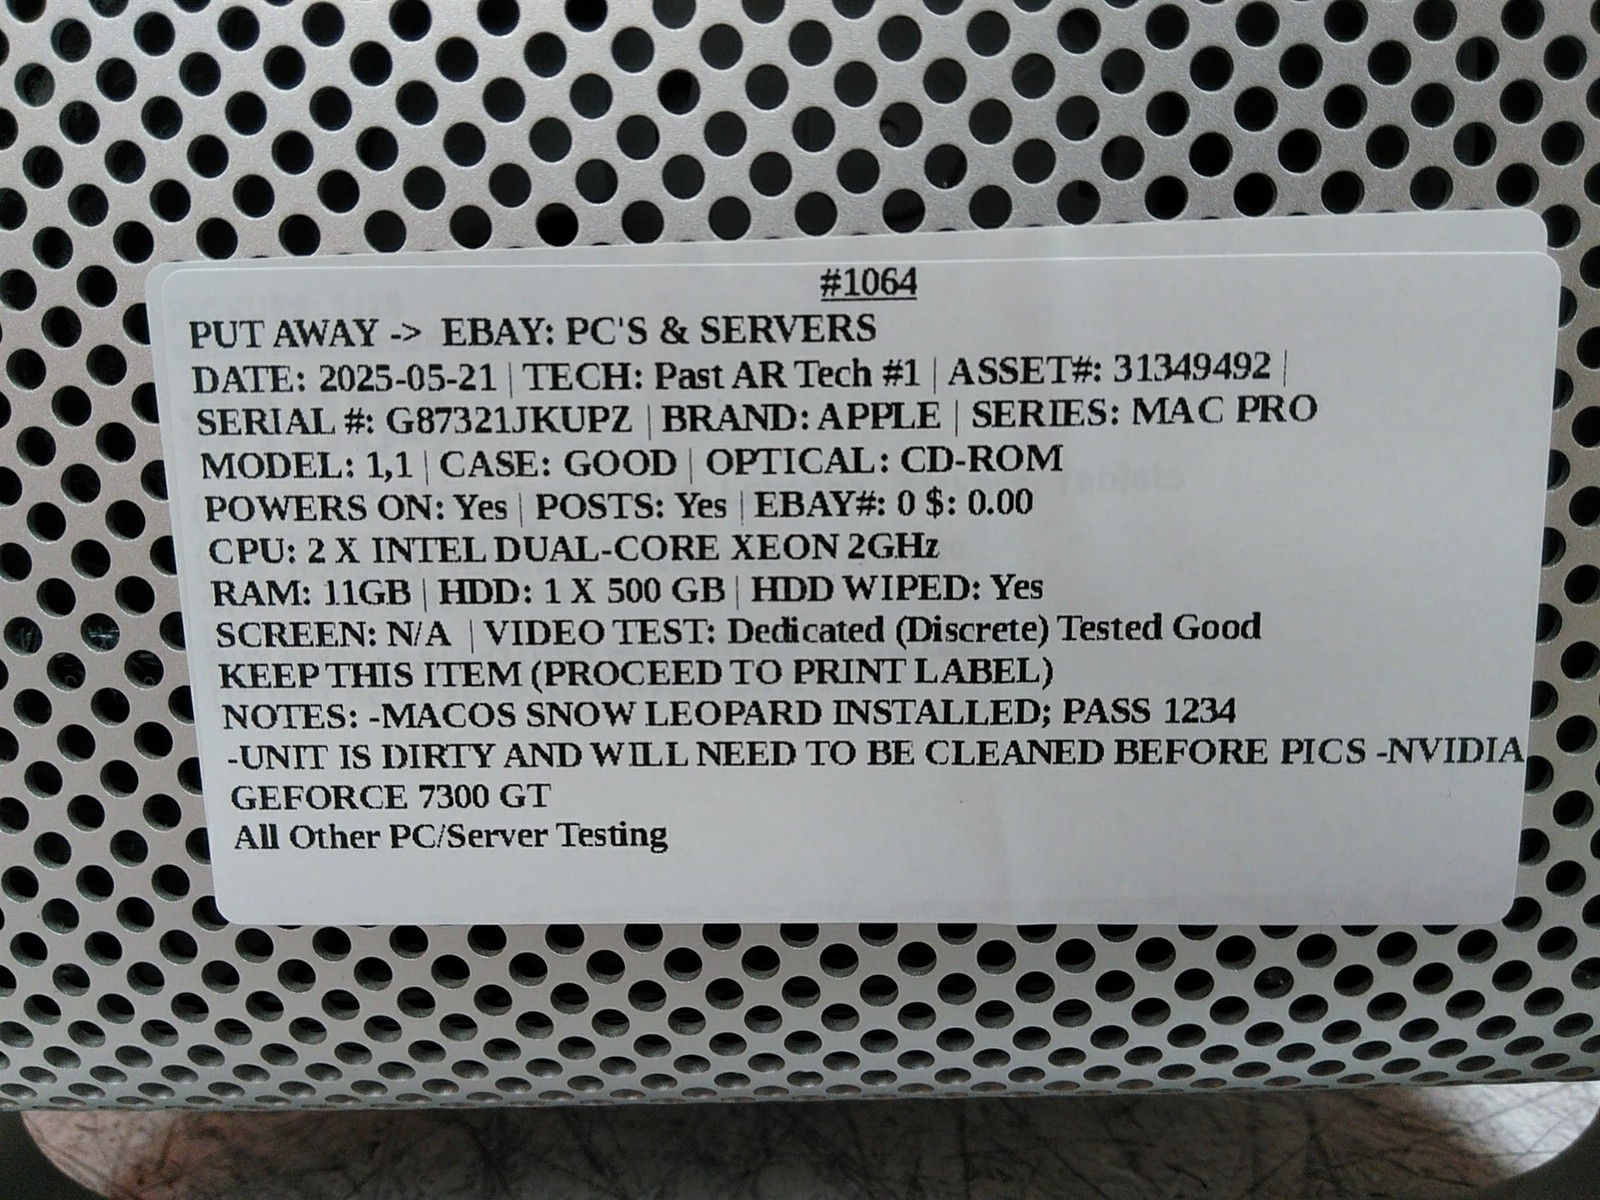 #1064
PUT AWAY -> EBAY: PC'S & SERVERS
DATE: 2025-05-21 | TECH: Past AR Tech #1 | ASSET#: 31349492 |
SERIAL #: G87321JKUPZ | BRAND: APPLE | SERIES: MAC PRO
MODEL: 1,1 | CASE: GOOD | OPTICAL: CD-ROM
POWERS ON: Yes | POSTS: Yes | EBAY#: 0 $: 0.00
CPU: 2 X INTEL DUAL-CORE XEON 2GHz
RAM: 11GB | HDD: 1 X 500 GB | HDD WIPED: Yes
SCREEN: N/A | VIDEO TEST: Dedicated (Discrete) Tested Good
KEEP THIS ITEM (PROCEED TO PRINT LABEL)
NOTES: -MACOS SNOW LEOPARD INSTALLED; PASS 1234
-UNIT IS DIRTY AND WILL NEED TO BE CLEANED BEFORE PICS -NVIDIA
GEFORCE 7300 GT
All Other PC/Server Testing